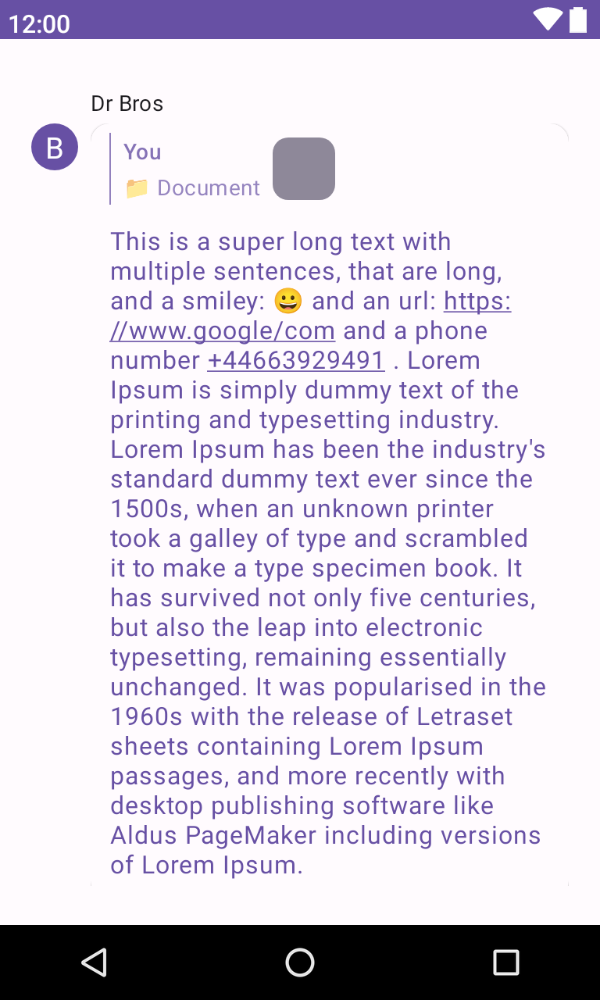 12:00
Dr Bros
B
You
📁 Document
This is a super long text with
multiple sentences, that are long,
and a smiley: 😀 and an url: https:
//www.google/com and a phone
number +44663929491 . Lorem
Ipsum is simply dummy text of the
printing and typesetting industry.
Lorem Ipsum has been the industry's
standard dummy text ever since the
1500s, when an unknown printer
took a galley of type and scrambled
it to make a type specimen book. It
has survived not only five centuries,
but also the leap into electronic
typesetting, remaining essentially
unchanged. It was popularised in the
1960s with the release of Letraset
sheets containing Lorem Ipsum
passages, and more recently with
desktop publishing software like
Aldus PageMaker including versions
of Lorem Ipsum.